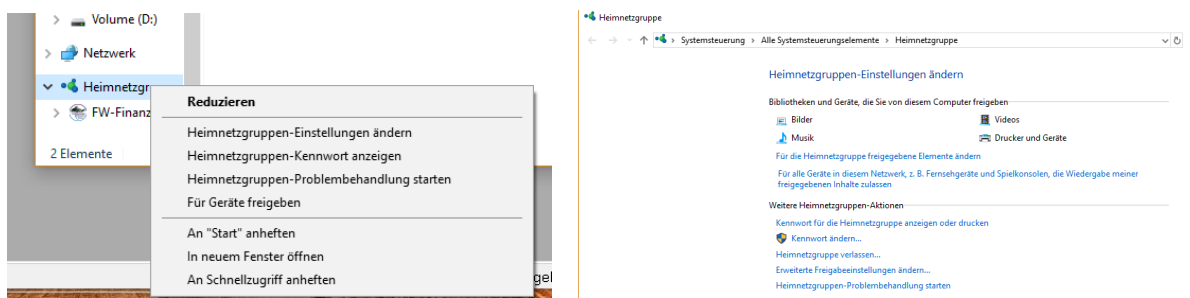 Volume (D:)
Netzwerk
Heimnetzgr
FW-Finanz
2 Elemente
Reduzieren
Heimnetzgruppen-Einstellungen ändern
Heimnetzgruppen-Kennwort anzeigen
Heimnetzgruppen-Problembehandlung starten
Für Geräte freigeben
An "Start" anheften
In neuem Fenster öffnen
An Schnellzugriff anheften
Heimnetzgruppe
Systemsteuerung > Alle Systemsteuerungselemente > Heimnetzgruppe
Heimnetzgruppen-Einstellungen ändern
Bibliotheken und Geräte, die Sie von diesem Computer freigeben
Bilder Videos
Musik Drucker und Geräte
Für die Heimnetzgruppe freigegebene Elemente ändern
Für alle Geräte in diesem Netzwerk, z. B. Fernsehgeräte und Spielkonsolen, die Wiedergabe meiner
freigegebenen Inhalte zulassen
Weitere Heimnetzgruppen-Aktionen
Kennwort für die Heimnetzgruppe anzeigen oder drucken
Kennwort ändern...
Heimnetzgruppe verlassen...
Erweiterte Freigabeeinstellungen ändern...
Heimnetzgruppen-Problembehandlung starten